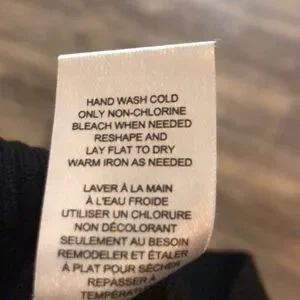 HAND WASH COLD
ONLY NON-CHLORINE
BLEACH WHEN NEEDED
RESHAPE AND
LAY FLAT TO DRY
WARM IRON AS NEEDED
LAVER À LA MAIN
À L'EAU FROIDE
UTILISER UN CHLORURE
NON DÉCOLORANT
SEULEMENT AU BESOIN
REMODELER ET ÉTALER
À PLAT POUR SÉCHER
REPASSER À
TEMPÉRATURE